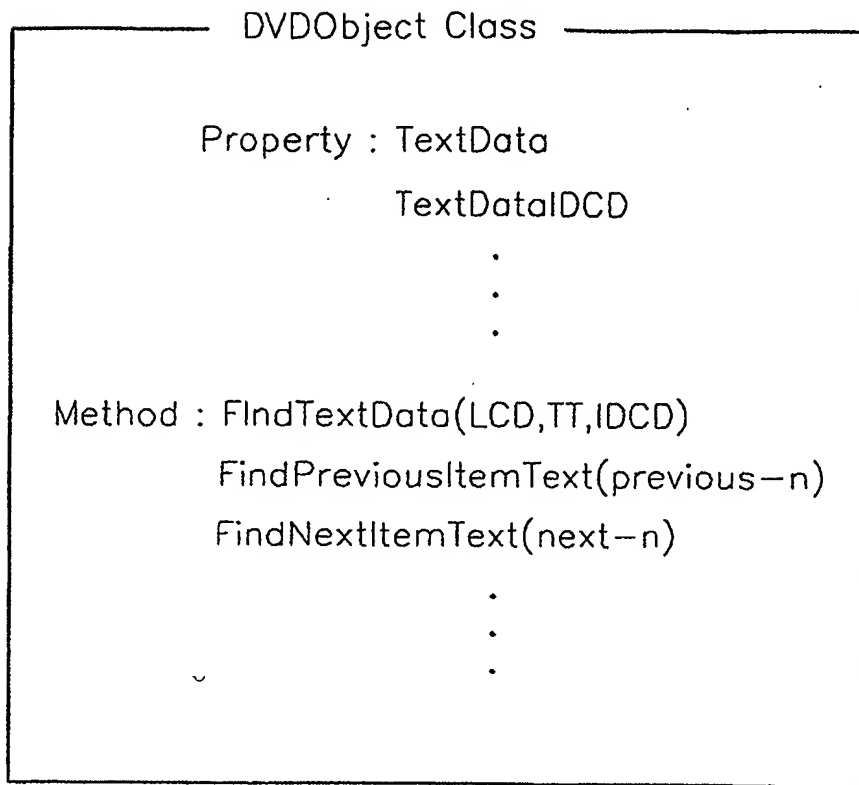 DVDObject Class
Property : TextData
TextDataIDCD
.
.
.
Method : FIndTextData(LCD,TT,IDCD)
FindPreviousItemText(previous-n)
FindNextItemText(next-n)
.
.
.